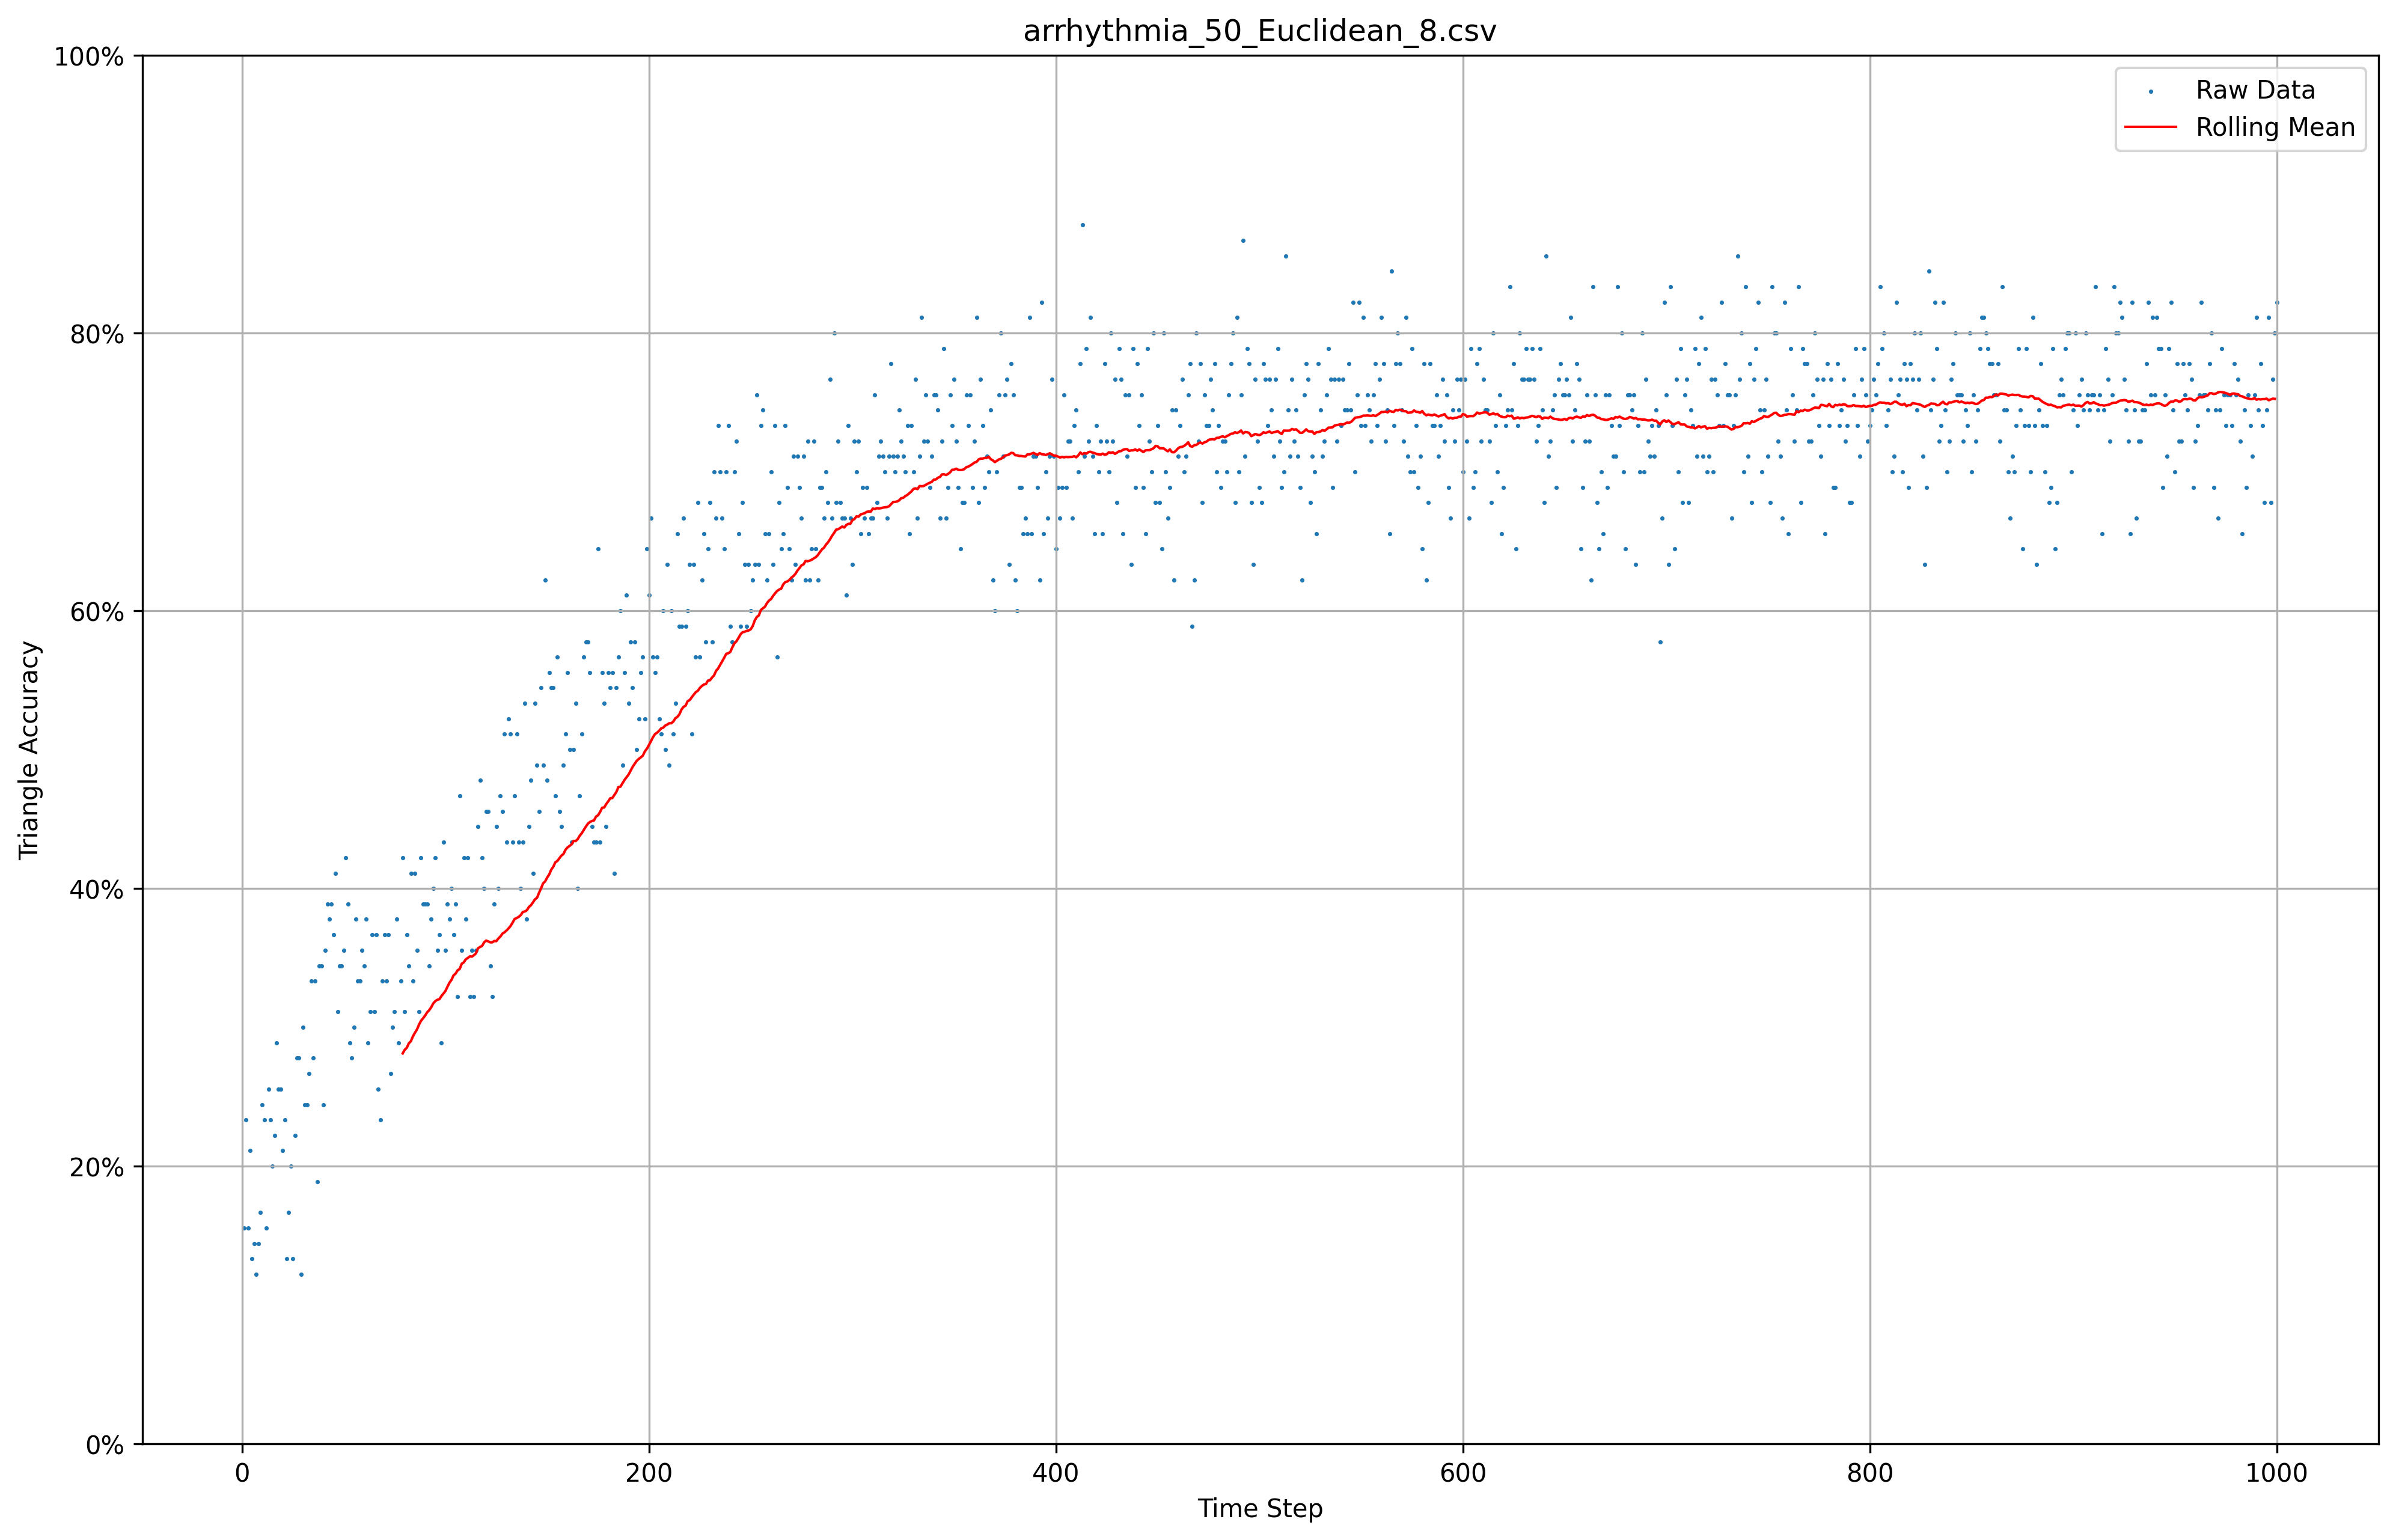 arrhythmia_50_Euclidean_8.csv
100%
80%
60%
40%
20%
0%
Triangle Accuracy
Raw Data
Rolling Mean
0
200
400
600
800
1000
Time Step